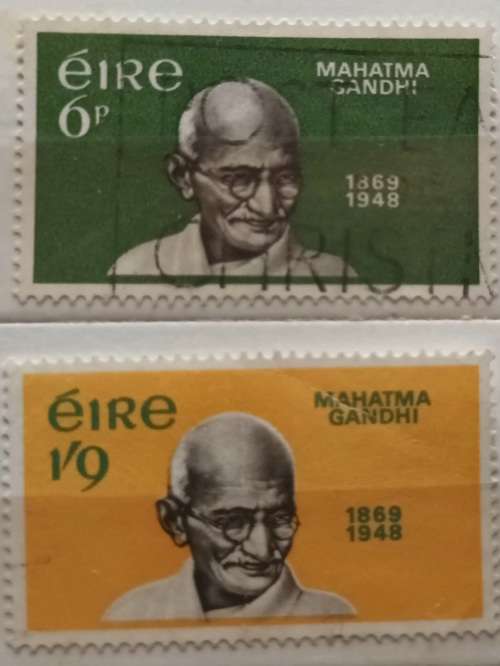 éIRe
6p
MAHATMA
GANDHI
1869
1948
éIRe
1/9
MAHATMA
GANDHI
1869
1948